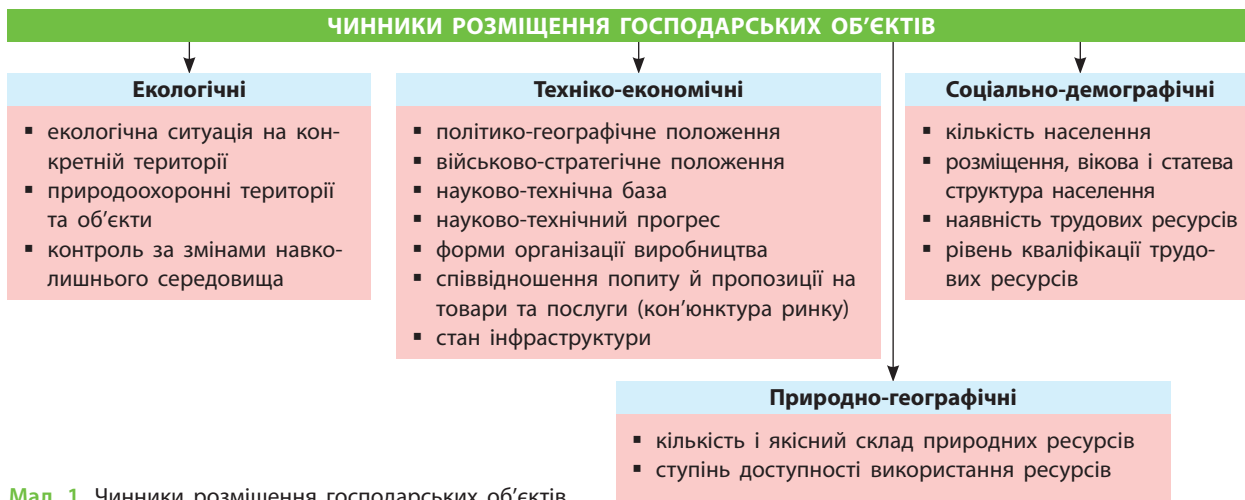 ЧИННИКИ РОЗМІЩЕННЯ ГОСПОДАРСЬКИХ ОБ’ЄКТІВ
Екологічні
▪ екологічна ситуація на кон-
кретній території
▪ природоохоронні території
та об’єкти
▪ контроль за змінами навко-
лишнього середовища
Техніко-економічні
▪ політико-географічне положення
▪ військово-стратегічне положення
▪ науково-технічна база
▪ науково-технічний прогрес
▪ форми організації виробництва
▪ співвідношення попиту й пропозиції на
товари та послуги (кон’юнктура ринку)
▪ стан інфраструктури
Соціально-демографічні
▪ кількість населення
▪ розміщення, вікова і статева
структура населення
▪ наявність трудових ресурсів
▪ рівень кваліфікації трудо-
вих ресурсів
Природно-географічні
▪ кількість і якісний склад природних ресурсів
▪ ступінь доступності використання ресурсів
Мал. 1. Чинники розміщення господарських об’єктів